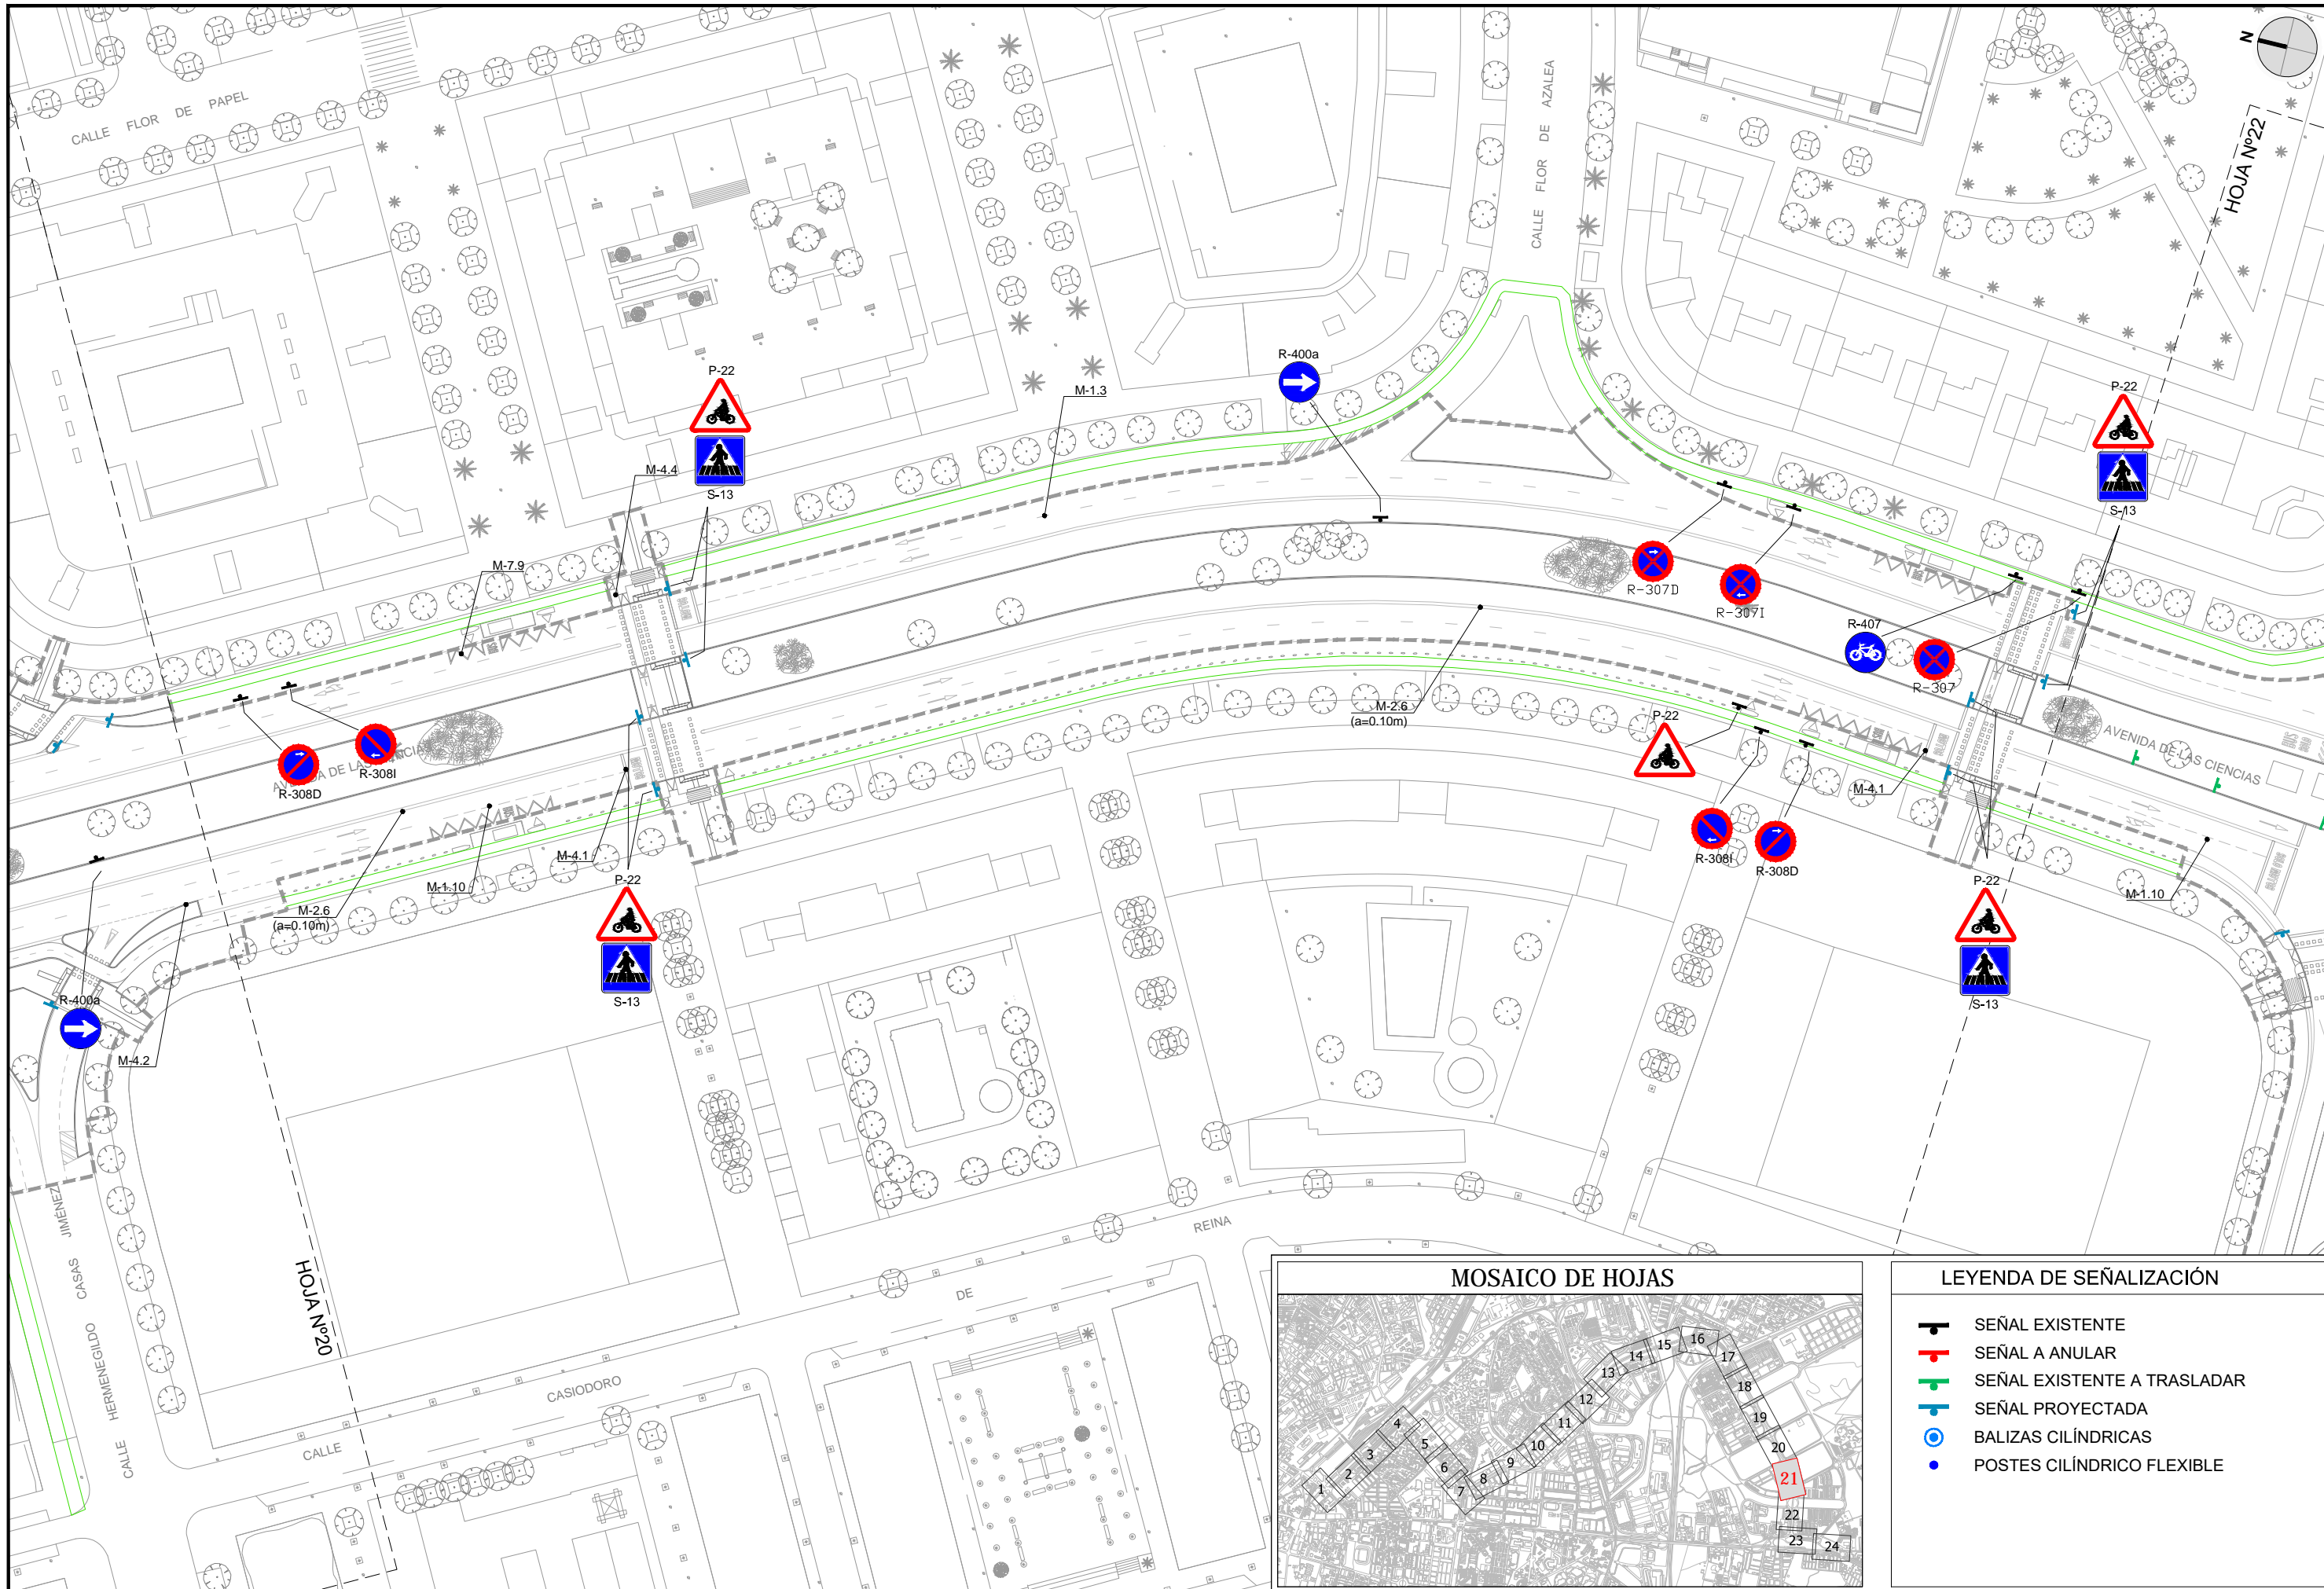 N
CALLE FLOR DE PAPEL
CALLE FLOR DE AZALEA
HOJA Nº22
R-400a
P-22
M-1.3
P-22
M-4.4
S-13
S-13
M-7.9
R-307D
R-307I
R-407
R-307
M-2.6
(a=0.10m)
P-22
AVENIDA DE LAS CIENCIAS
AVENIDA DE LAS CIENCIAS
R-308I
R-308D
M-4.1
M-4.1
R-308I
R-308D
P-22
M-1.10
P-22
M-1.10
M-2.6
(a=0.10m)
R-400a
S-13
S-13
M-4.2
CALLE HERMENEGILDO CASAS JIMÉNEZ
HOJA Nº20
CALLE CASIODORO DE REINA
MOSAICO DE HOJAS
1
2
3
4
5
6
7
8
9
10
11
12
13
14
15
16
17
18
19
20
21
22
23
24
LEYENDA DE SEÑALIZACIÓN
SEÑAL EXISTENTE
SEÑAL A ANULAR
SEÑAL EXISTENTE A TRASLADAR
SEÑAL PROYECTADA
BALIZAS CILÍNDRICAS
POSTES CILÍNDRICO FLEXIBLE